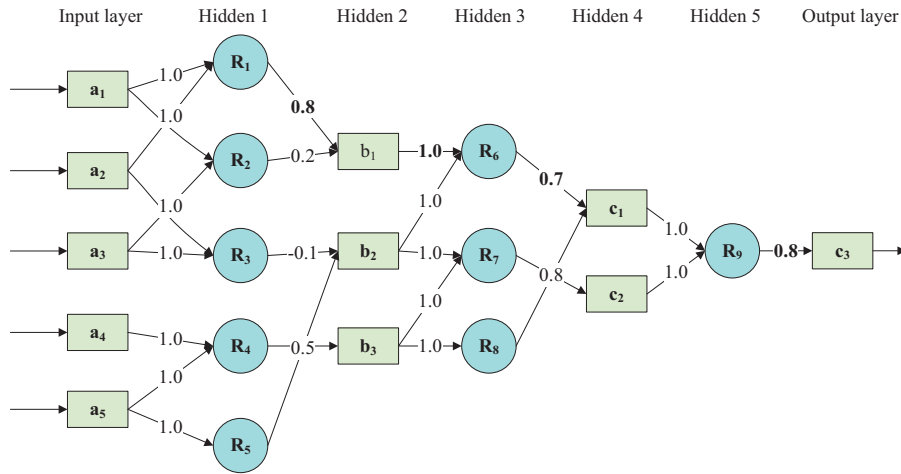 Input layer Hidden 1 Hidden 2 Hidden 3 Hidden 4 Hidden 5 Output layer
a₁
a₂
a₃
a₄
a₅
1.0
1.0
1.0
1.0
1.0
1.0
1.0
R₁
R₂
R₃
R₄
R₅
0.8
0.2
-0.1
0.5
b₁
b₂
b₃
1.0
1.0
1.0
1.0
1.0
R₆
R₇
R₈
0.7
0.8
c₁
c₂
1.0
1.0
R₉
0.8
c₃